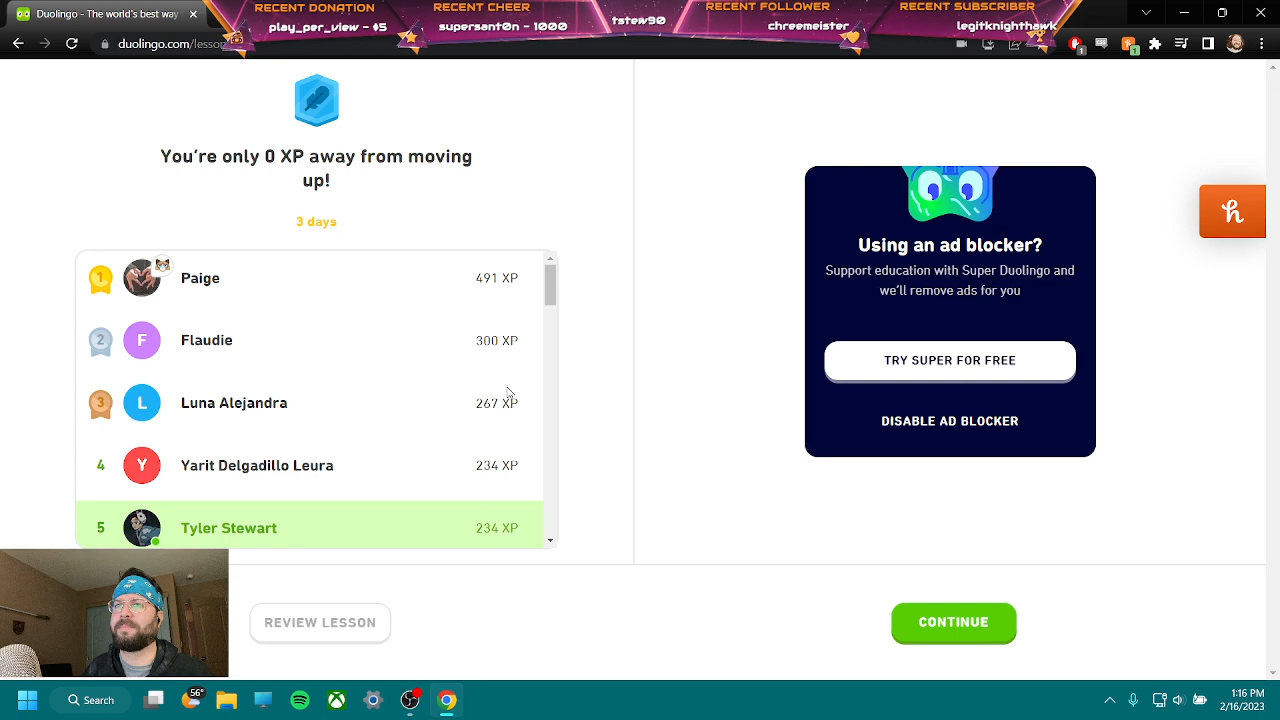 Duolingo - The world's best way
RECENT DONATION
play_per_view - $5
RECENT CHEER
supersant0n - 1000
tstew90
RECENT FOLLOWER
chreemeister
RECENT SUBSCRIBER
legitknighthawk
duolingo.com/lesso
1
1
You're only 0 XP away from moving
up!
3 days
1 Paige 491 XP
2 F Flaudie 300 XP
3 L Luna Alejandra 267 XP
4 Y Yarit Delgadillo Leura 234 XP
5 Tyler Stewart 234 XP
Using an ad blocker?
Support education with Super Duolingo and
we'll remove ads for you
TRY SUPER FOR FREE
DISABLE AD BLOCKER
REVIEW LESSON
CONTINUE
Search
56°
1:16 PM
2/16/2023